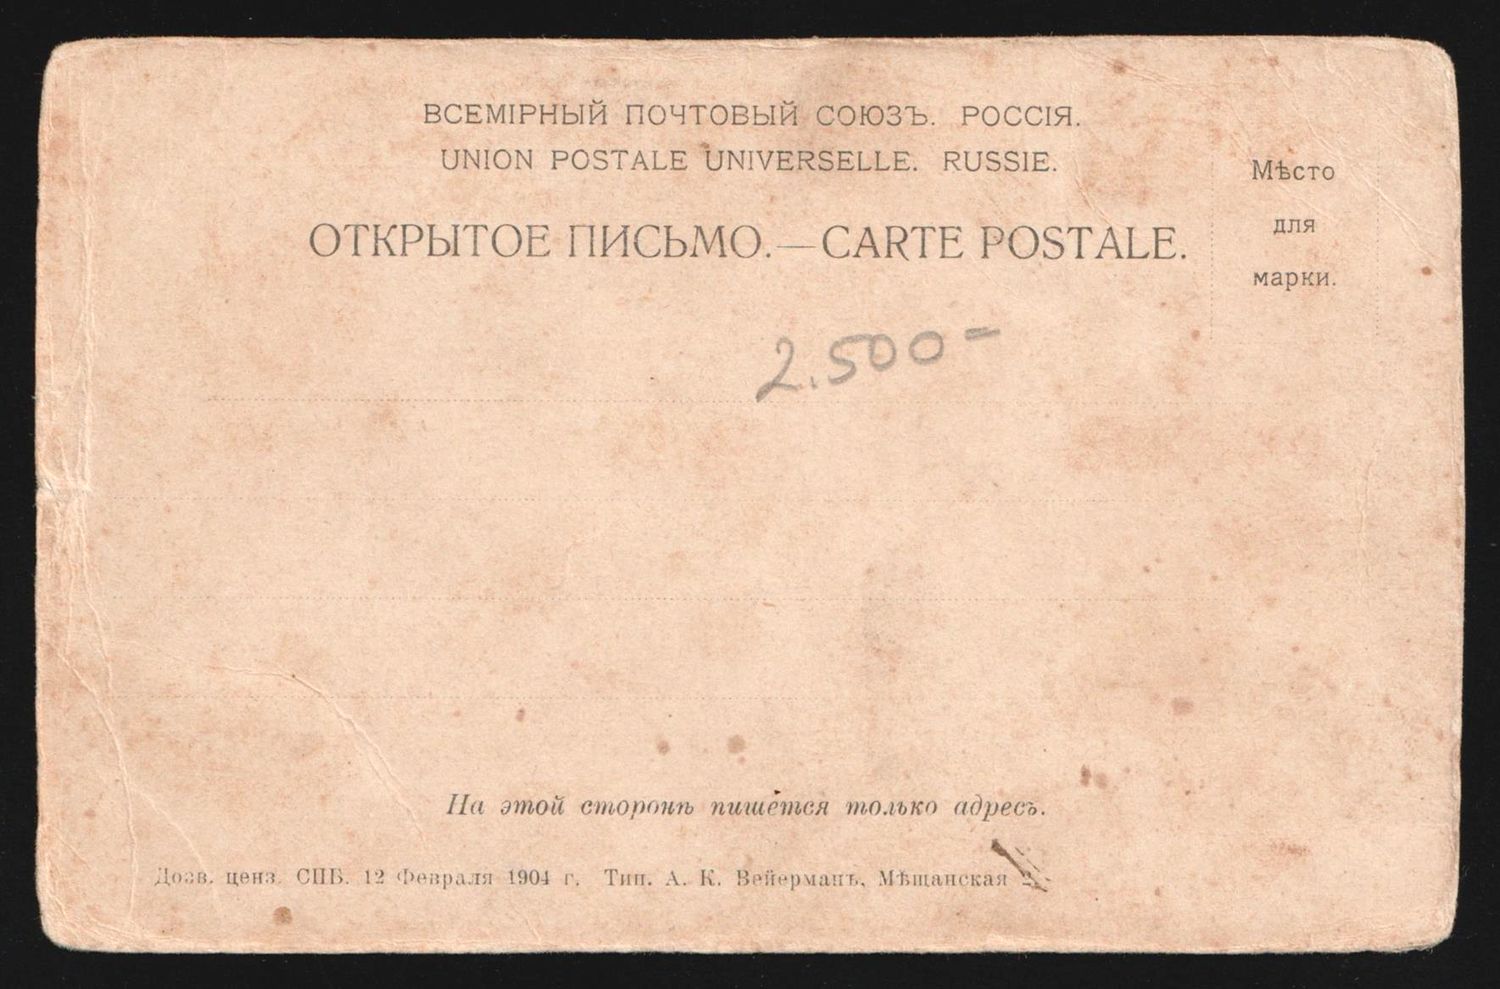 ВСЕМІРНЫЙ ПОЧТОВЫЙ СОЮЗЪ. РОССІЯ.
UNION POSTALE UNIVERSELLE. RUSSIE.
ОТКРЫТОЕ ПИСЬМО.—CARTE POSTALE.
Мѣсто
для
марки.
2.500-
На этой сторонѣ пишется только адресъ.
Дозв. ценз. СПБ. 12 Февраля 1904 г. Тип. А. К. Вейерманъ, Мѣщанская